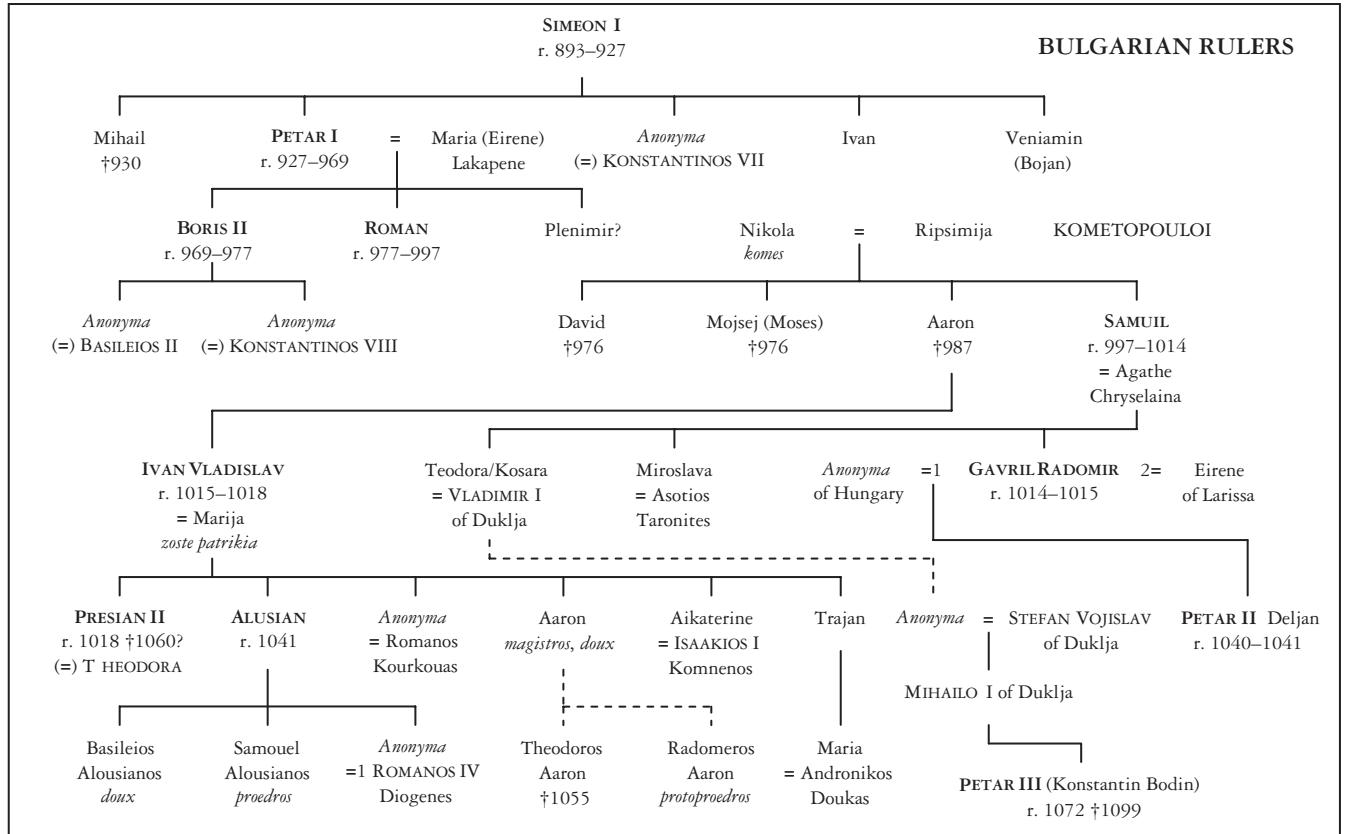 SIMEON I
r. 893–927
BULGARIAN RULERS
Mihail
†930
PETAR I
r. 927–969
=
Maria (Eirene)
Lakapene
Anonyma
(=) KONSTANTINOS VII
Ivan
Veniamin
(Bojan)
BORIS II
r. 969–977
ROMAN
r. 977–997
Plenimir?
Nikola
komes
=
Ripsimija
KOMETOPOULOI
Anonyma
(=) BASILEIOS II
Anonyma
(=) KONSTANTINOS VIII
David
†976
Mojsej (Moses)
†976
Aaron
†987
SAMUIL
r. 997–1014
= Agathe
Chryselaina
IVAN VLADISLAV
r. 1015–1018
= Marija
zoste patrikia
Teodora/Kosara
= VLADIMIR I
of Duklja
Miroslava
= Asotios
Taronites
Anonyma
of Hungary
=1
GAVRIL RADOMIR
r. 1014–1015
2=
Eirene
of Larissa
PRESIAN II
r. 1018 †1060?
(=) T HEODORA
ALUSIAN
r. 1041
Anonyma
= Romanos
Kourkouas
Aaron
magistros, doux
Aikaterine
= ISAAKIOS I
Komnenos
Trajan
Anonyma
=
STEFAN VOJISLAV
of Duklja
PETAR II Deljan
r. 1040–1041
MIHAILO I of Duklja
Basileios
Alousianos
doux
Samouel
Alousianos
proedros
Anonyma
=1 ROMANOS IV
Diogenes
Theodoros
Aaron
†1055
Radomeros
Aaron
protoproedros
Maria
= Andronikos
Doukas
PETAR III (Konstantin Bodin)
r. 1072 †1099